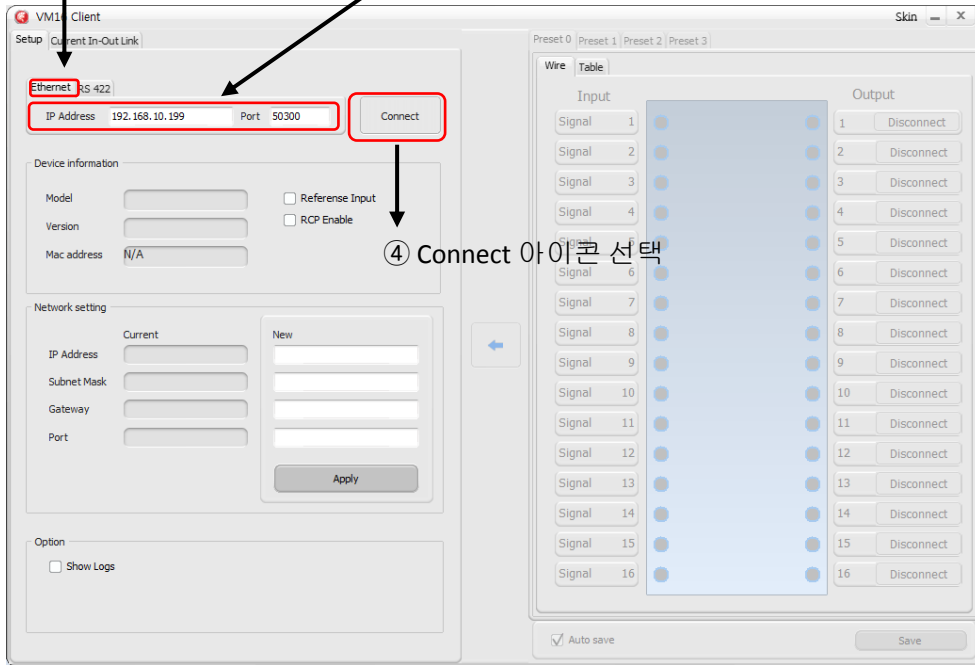 VM16 Client
Skin
Setup Current In-Out Link
Preset 0 Preset 1 Preset 2 Preset 3
Wire Table
Ethernet RS 422
IP Address 192.168.10.199 Port 50300 Connect
Input Output
Signal 1 1 Disconnect
Signal 2 2 Disconnect
Device information
Signal 3 3 Disconnect
Model Referense Input
Signal 4 4 Disconnect
Version RCP Enable
Signal 5 5 Disconnect
Mac address N/A
④ Connect 아이콘 선택
Signal 6 6 Disconnect
Network setting
Signal 7 7 Disconnect
Current New
Signal 8 8 Disconnect
IP Address
Signal 9 9 Disconnect
Subnet Mask
Signal 10 10 Disconnect
Gateway
Signal 11 11 Disconnect
Port
Signal 12 12 Disconnect
Apply
Signal 13 13 Disconnect
Signal 14 14 Disconnect
Option
Signal 15 15 Disconnect
Show Logs
Signal 16 16 Disconnect
Auto save Save